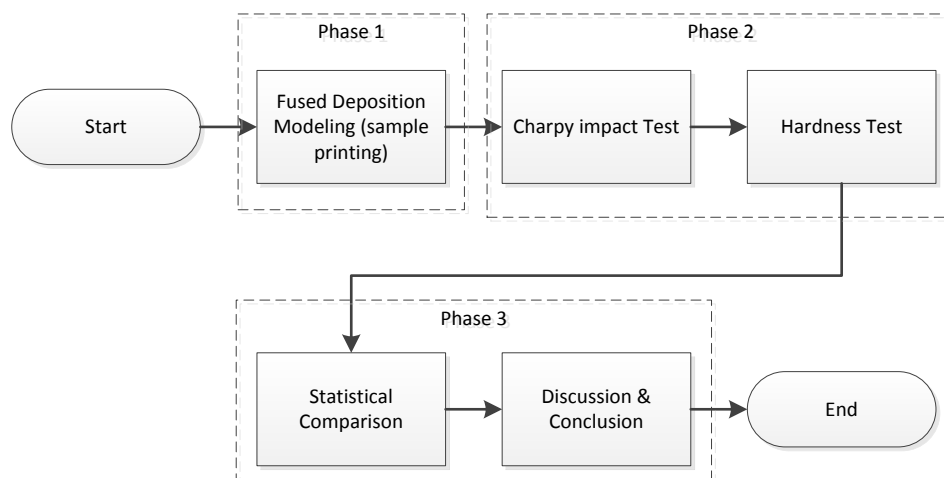 Phase 1
Phase 2
Start
Fused Deposition
Modeling (sample
printing)
Charpy impact Test
Hardness Test
Phase 3
Statistical
Comparison
Discussion &
Conclusion
End